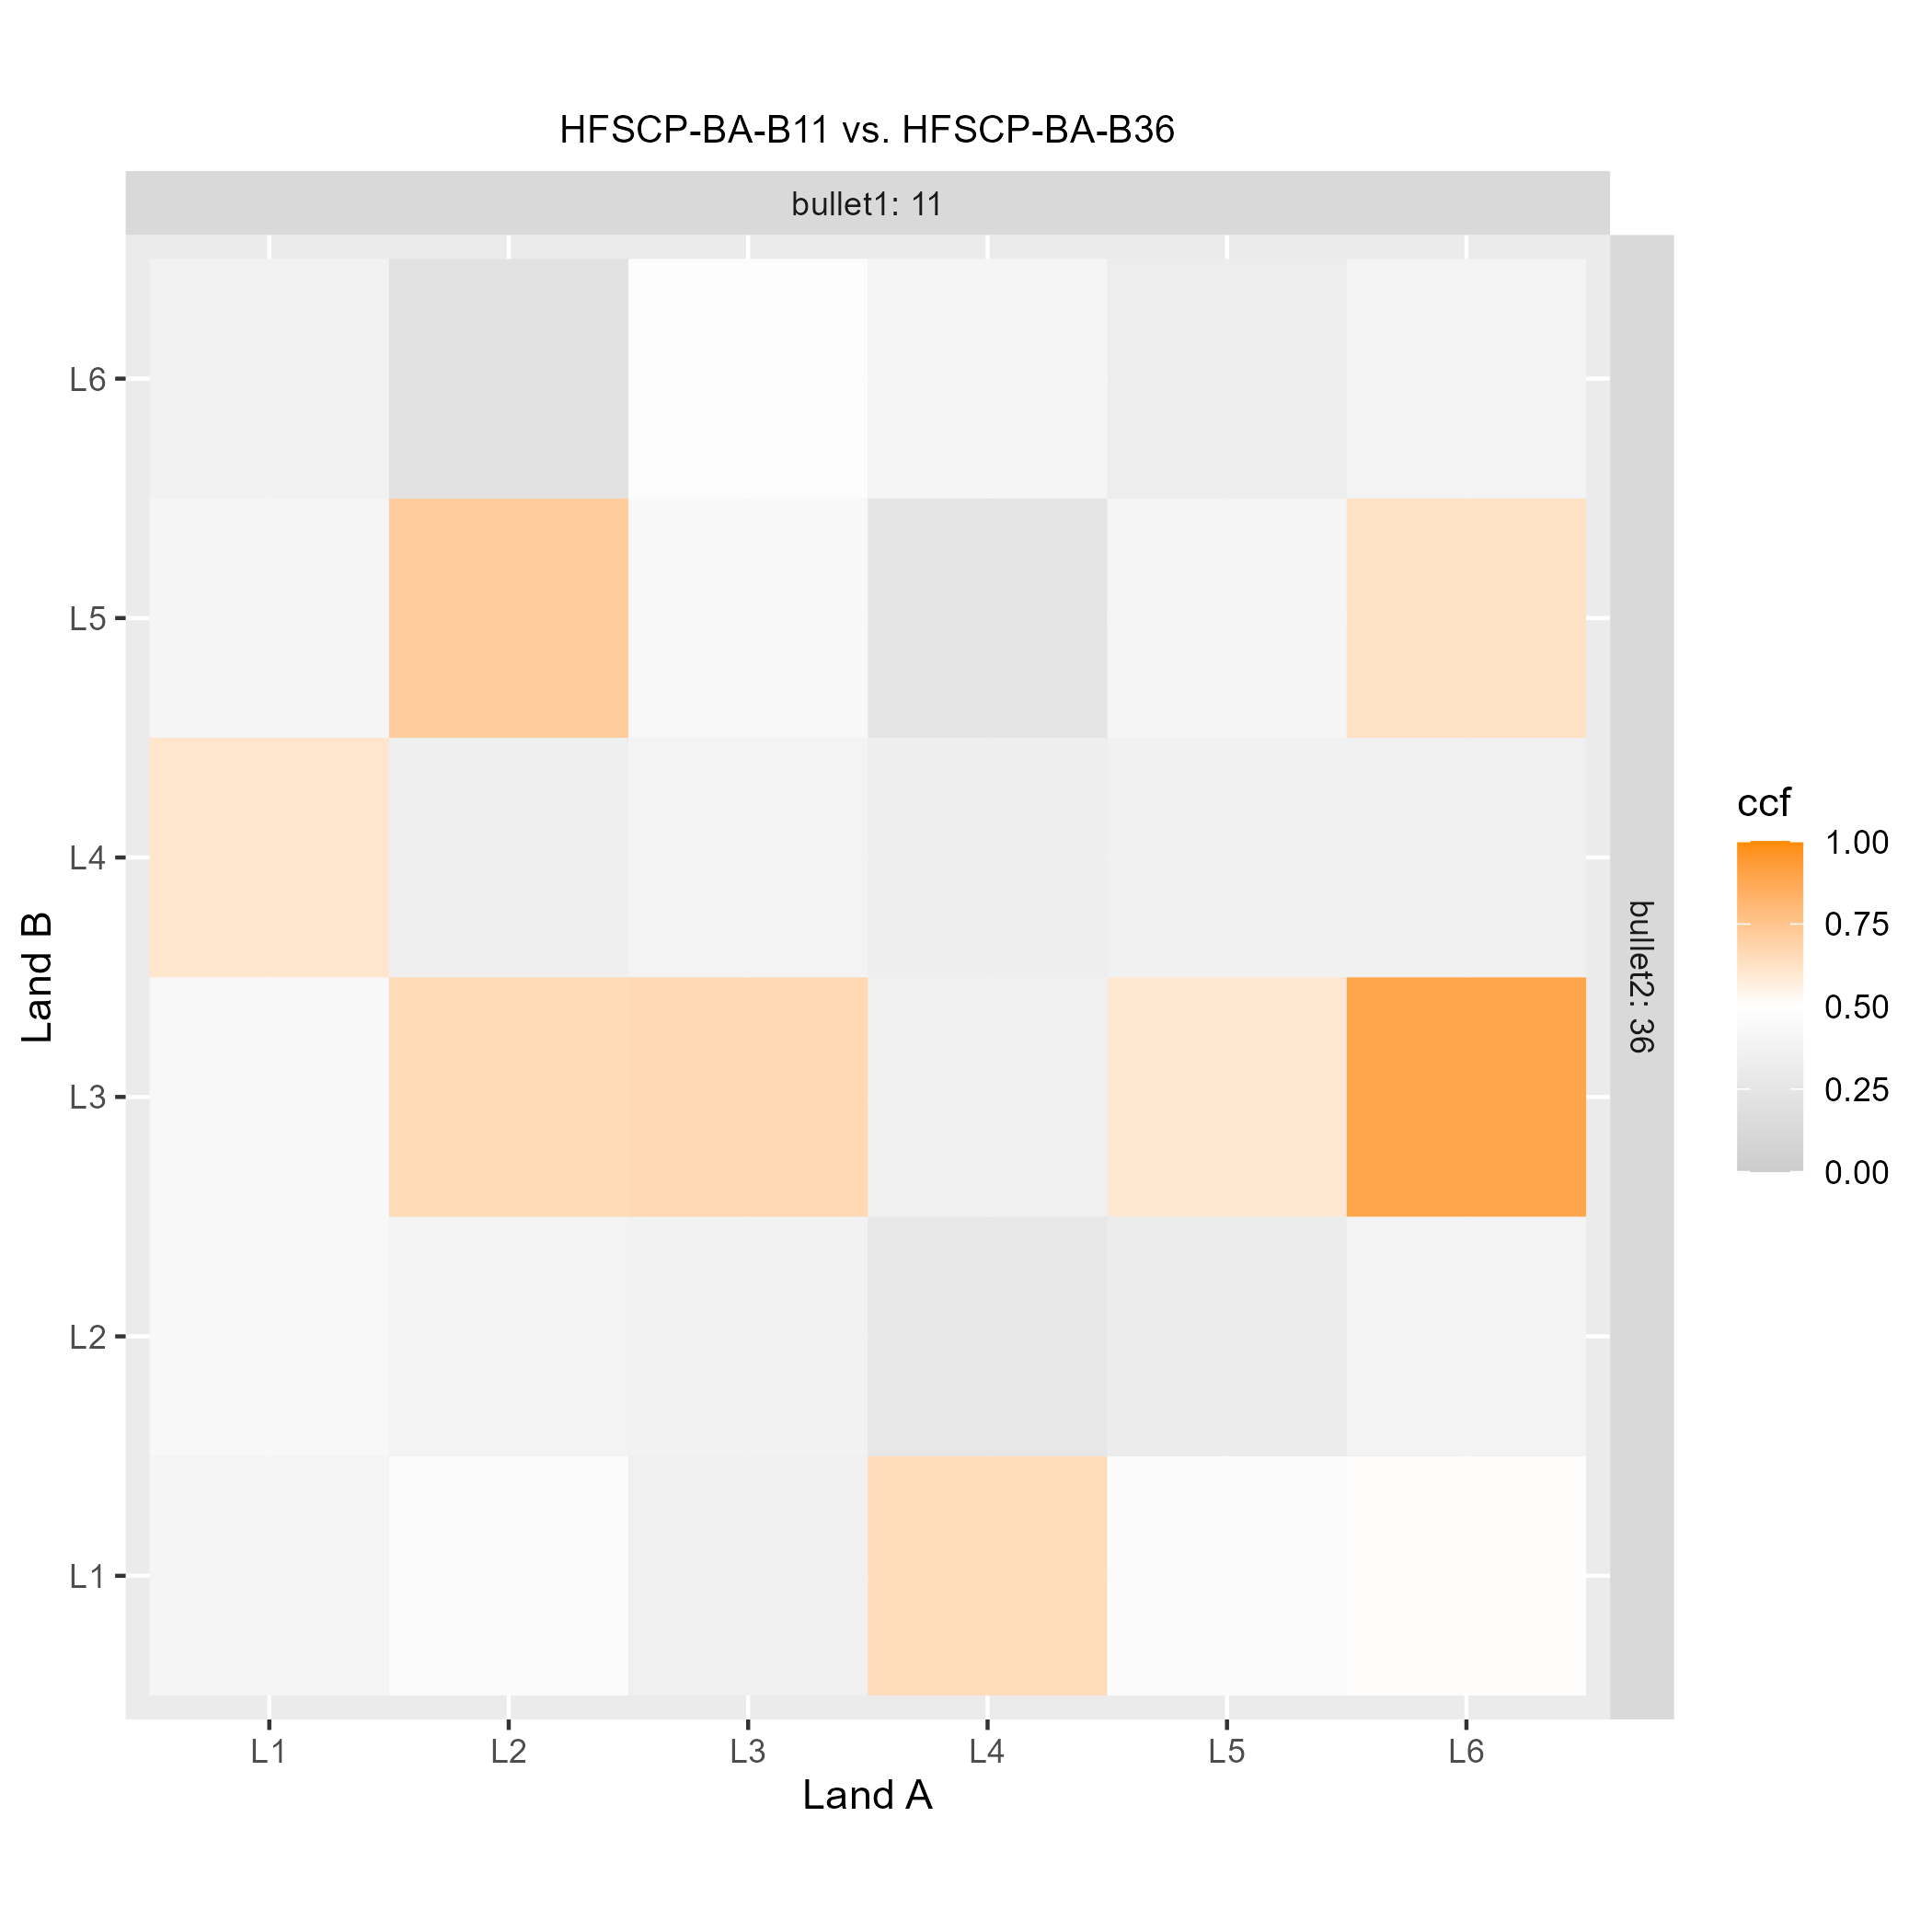 HFSCP-BA-B11 vs. HFSCP-BA-B36
bullet1: 11
L6
L5
L4
L3
L2
L1
Land B
bullet2: 36
L1 L2 L3 L4 L5 L6
Land A
ccf
1.00
0.75
0.50
0.25
0.00